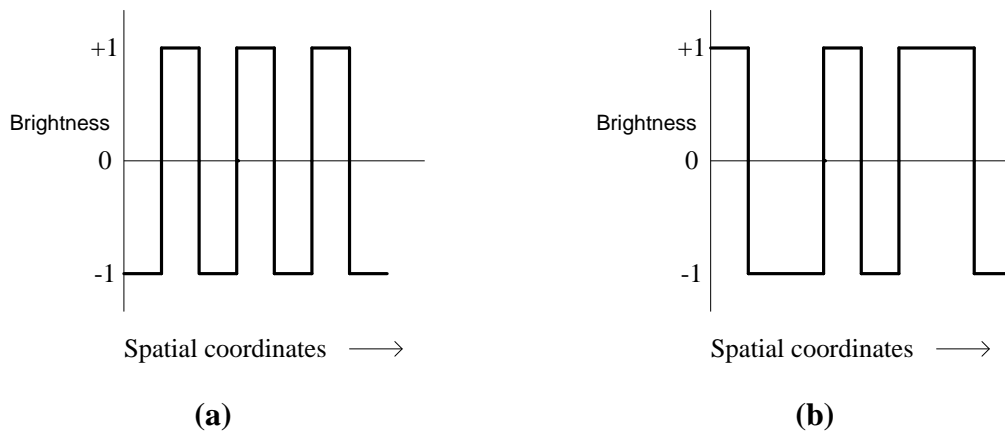 +1
Brightness
0
-1
Spatial coordinates
(a)
+1
Brightness
0
-1
Spatial coordinates
(b)